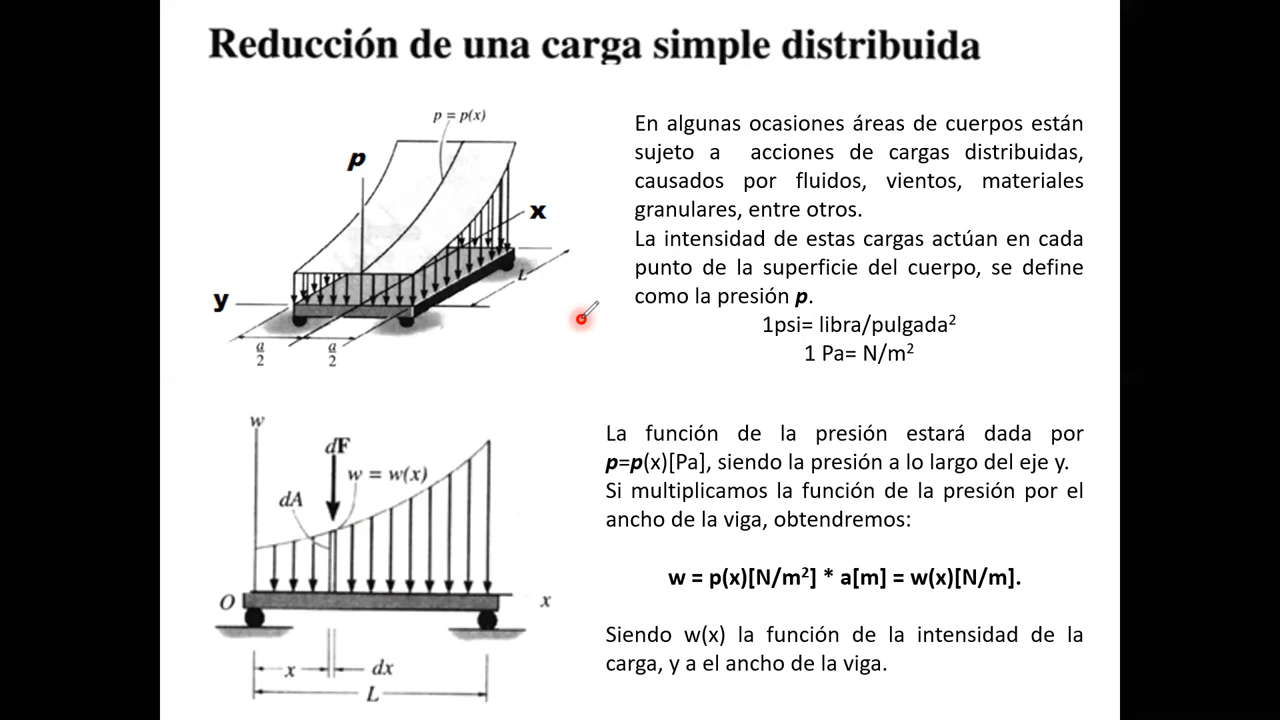 Reducción de una carga simple distribuida
p = p(x)
p
x
y
L
a
2
a
2
En algunas ocasiones áreas de cuerpos están
sujeto a acciones de cargas distribuidas,
causados por fluidos, vientos, materiales
granulares, entre otros.
La intensidad de estas cargas actúan en cada
punto de la superficie del cuerpo, se define
como la presión p.
1psi= libra/pulgada²
1 Pa= N/m²
w
dF
w = w(x)
dA
O
x
x
dx
L
La función de la presión estará dada por
p=p(x)[Pa], siendo la presión a lo largo del eje y.
Si multiplicamos la función de la presión por el
ancho de la viga, obtendremos:
w = p(x)[N/m²] * a[m] = w(x)[N/m].
Siendo w(x) la función de la intensidad de la
carga, y a el ancho de la viga.